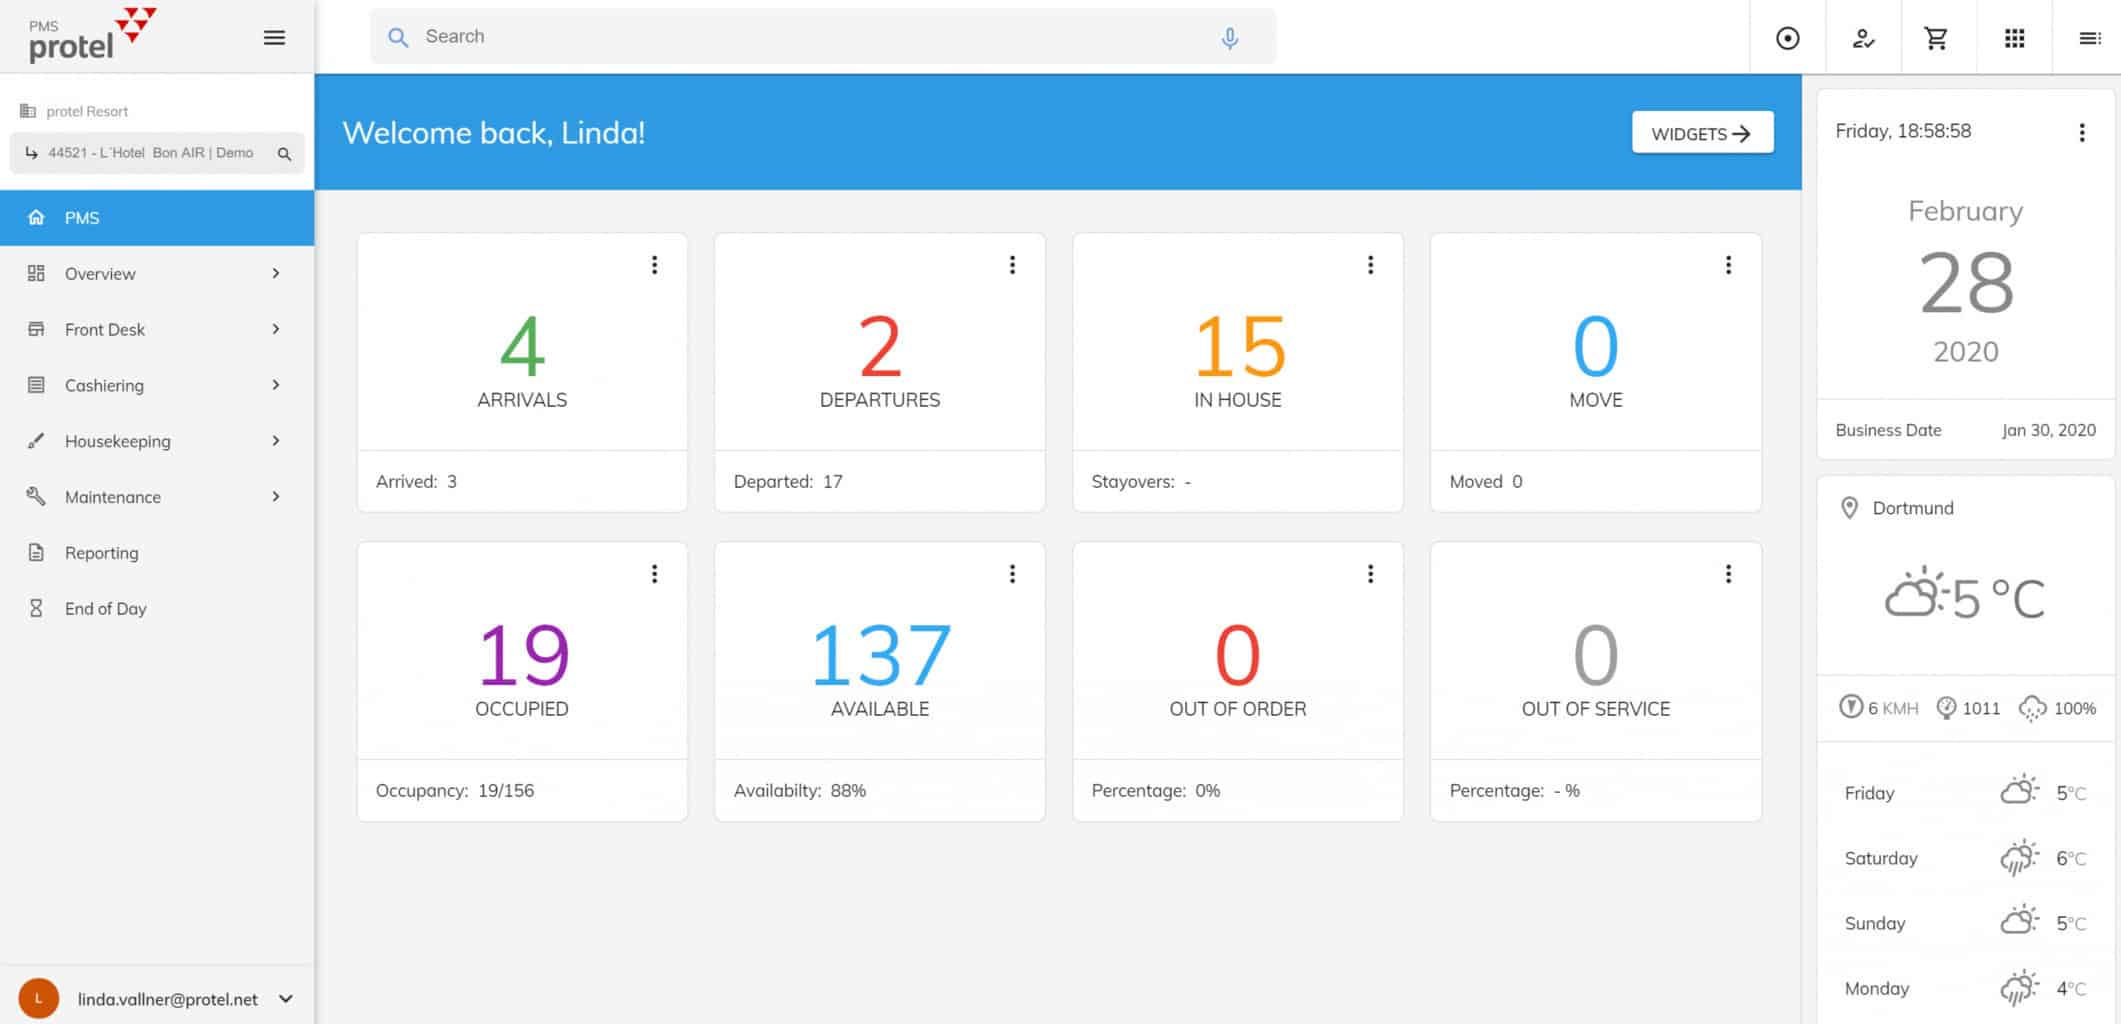 PMS
protel
Search
protel Resort
44521 - L´Hotel Bon AIR | Demo
PMS
Overview
Front Desk
Cashiering
Housekeeping
Maintenance
Reporting
End of Day
L
linda.vallner@protel.net
Welcome back, Linda!
WIDGETS
4
ARRIVALS
Arrived: 3
2
DEPARTURES
Departed: 17
15
IN HOUSE
Stayovers: -
0
MOVE
Moved 0
19
OCCUPIED
Occupancy: 19/156
137
AVAILABLE
Availabilty: 88%
0
OUT OF ORDER
Percentage: 0%
0
OUT OF SERVICE
Percentage: - %
Friday, 18:58:58
February
28
2020
Business Date Jan 30, 2020
Dortmund
5 °C
6 KMH 1011 100%
Friday 5°C
Saturday 6°C
Sunday 5°C
Monday 4°C